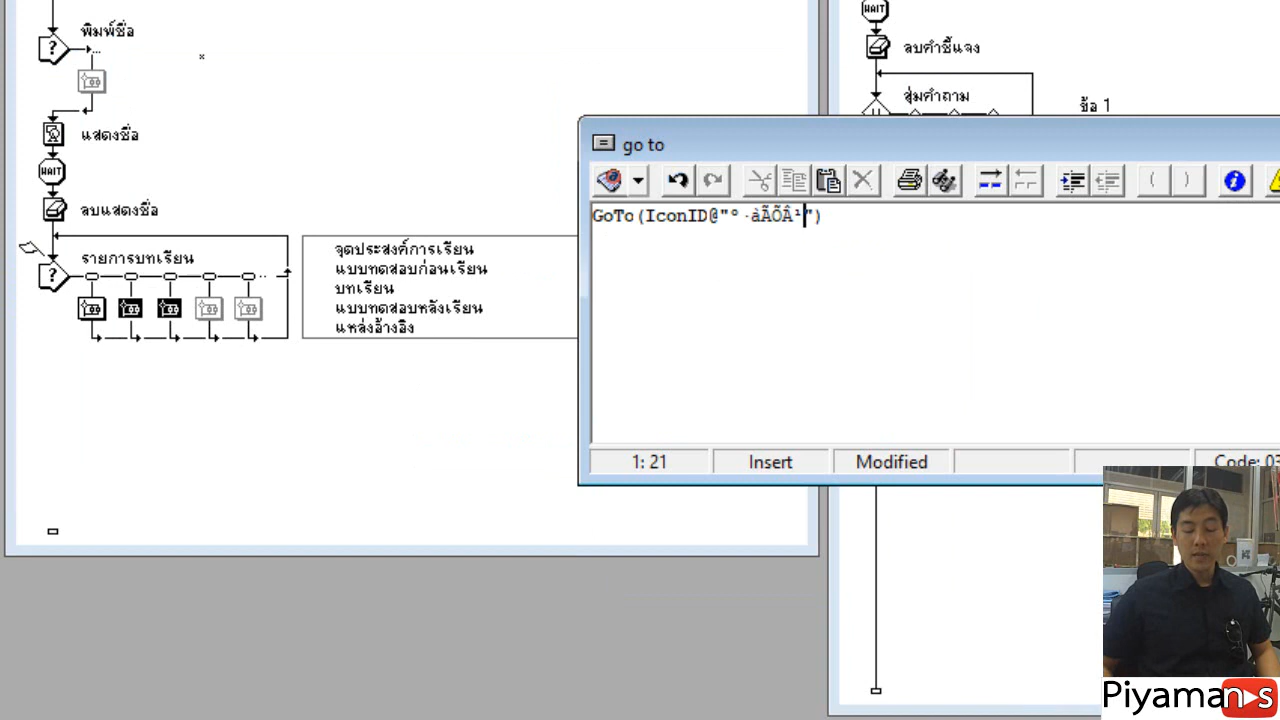 พิมพ์ชื่อ
?
...
แสดงชื่อ
WAIT
ลบแสดงชื่อ
รายการบทเรียน
?
จุดประสงค์การเรียน
แบบทดสอบก่อนเรียน
บทเรียน
แบบทดสอบหลังเรียน
แหล่งอ้างอิง
WAIT
ลบคำชี้แจง
สุ่มคำถาม
ข้อ 1
go to
GoTo(IconID@"º·àÃÕÂ¹")
1: 21 Insert Modified Code: 03
Piyamans